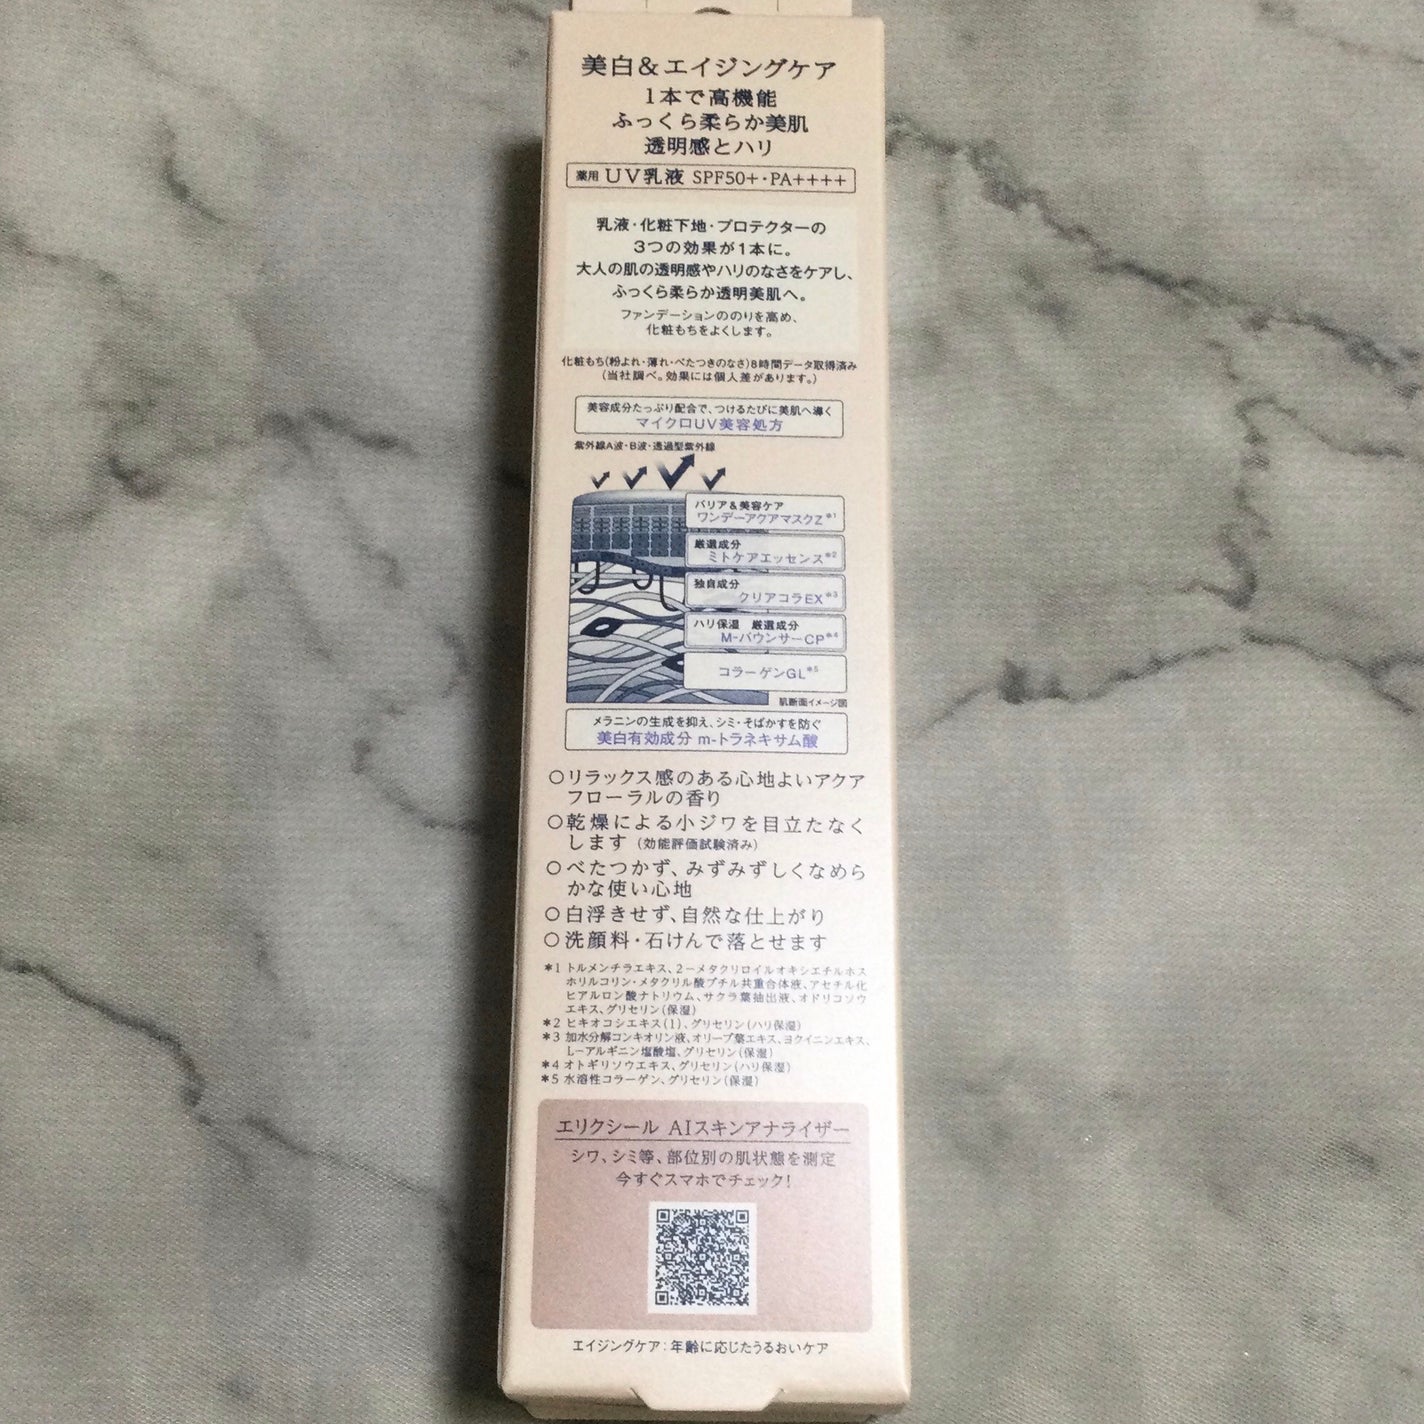 美白&エイジングケア
1本で高機能
ふっくら柔らか美肌
透明感とハリ
薬用 UV乳液 SPF50+・PA++++
乳液・化粧下地・プロテクターの
3つの効果が1本に。
大人の肌の透明感やハリのなさをケアし、
ふっくら柔らか透明美肌へ。
ファンデーションののりを高め、
化粧もちをよくします。
化粧もち(粉よれ・薄れ・べたつきのなさ)8時間データ取得済み
(当社調べ。効果には個人差があります。)
美容成分たっぷり配合で、つけるたびに美肌へ導く
マイクロUV美容処方
紫外線A波・B波・透過型紫外線
バリア&美容ケア
ワンデーアクアマスクZ*1
厳選成分
ミトケアエッセンス*2
独自成分
クリアコラEX*3
ハリ保湿 厳選成分
M-バウンサーCP*4
コラーゲンGL*5
肌断面イメージ図
メラニンの生成を抑え、シミ・そばかすを防ぐ
美白有効成分 m-トラネキサム酸
○リラックス感のある心地よいアクア
フローラルの香り
○乾燥による小ジワを目立たなく
します (効能評価試験済み)
○べたつかず、みずみずしくなめら
かな使い心地
○白浮きせず、自然な仕上がり
○洗顔料・石けんで落とせます
*1 トルメンチラエキス、2-メタクリロイルオキシエチルホス
ホリルコリン・メタクリル酸ブチル共重合体液、アセチル化
ヒアルロン酸ナトリウム、サクラ葉抽出液、オドリコソウ
エキス、グリセリン(保湿)
*2 ヒキオコシエキス(1)、グリセリン(ハリ保湿)
*3 加水分解コンキオリン液、オリーブ葉エキス、ヨクイニンエキス、
L-アルギニン塩酸塩、グリセリン(保湿)
*4 オトギリソウエキス、グリセリン(ハリ保湿)
*5 水溶性コラーゲン、グリセリン(保湿)
エリクシール AIスキンアナライザー
シワ、シミ等、部位別の肌状態を測定
今すぐスマホでチェック!
エイジングケア:年齢に応じたうるおいケア